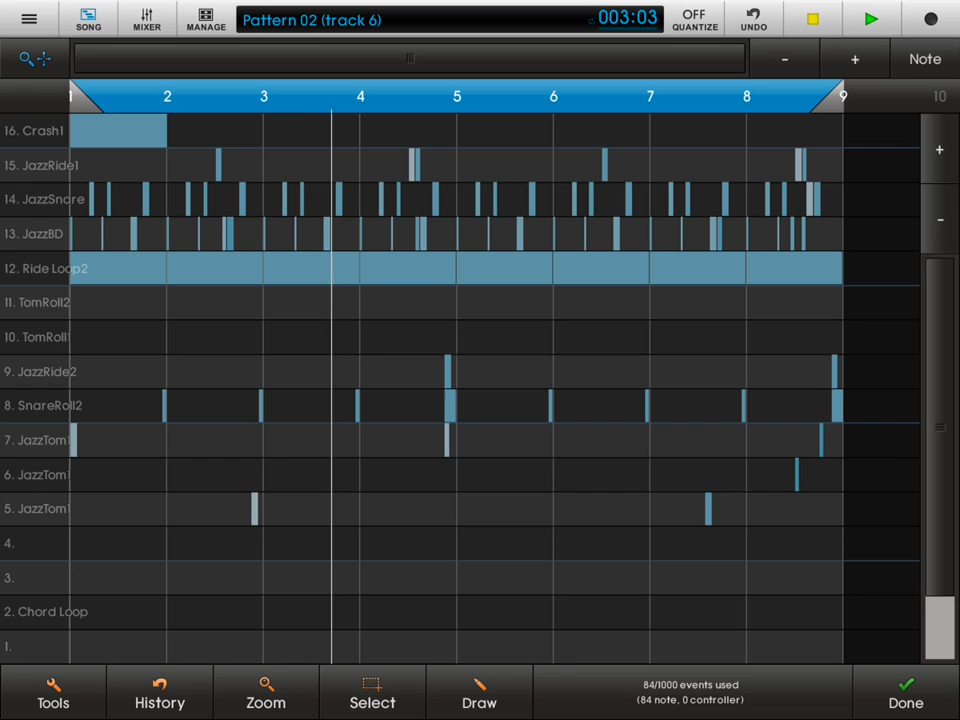 SONG
MIXER
MANAGE
Pattern 02 (track 6)
003:03
OFF
QUANTIZE
UNDO
-
+
Note
1 2 3 4 5 6 7 8 9 10
16. Crash1
15. JazzRide1
14. JazzSnare
13. JazzBD
12. Ride Loop2
11. TomRoll2
10. TomRoll1
9. JazzRide2
8. SnareRoll2
7. JazzTom1
6. JazzTom1
5. JazzTom1
4.
3.
2. Chord Loop
1.
+
-
Tools
History
Zoom
Select
Draw
84/1000 events used
(84 note, 0 controller)
Done